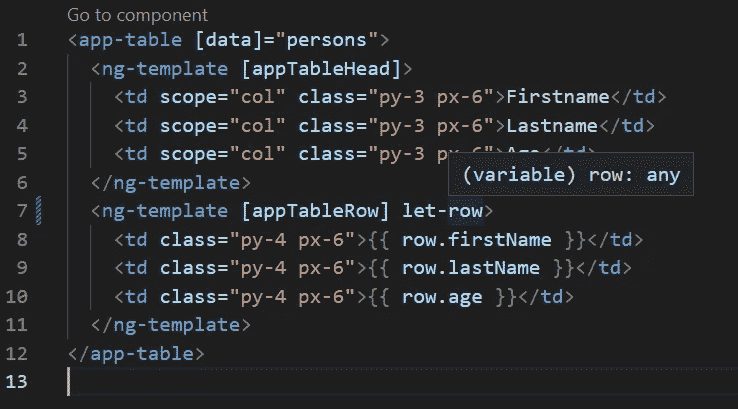 Go to component
1 <app-table [data]="persons">
2 <ng-template [appTableHead]>
3 <td scope="col" class="py-3 px-6">Firstname</td>
4 <td scope="col" class="py-3 px-6">Lastname</td>
5 <td scope="col" class="py-3 px-6">Age</td>
(variable) row: any
6 </ng-template>
7 <ng-template [appTableRow] let-row>
8 <td class="py-4 px-6">{{ row.firstName }}</td>
9 <td class="py-4 px-6">{{ row.lastName }}</td>
10 <td class="py-4 px-6">{{ row.age }}</td>
11 </ng-template>
12 </app-table>
13